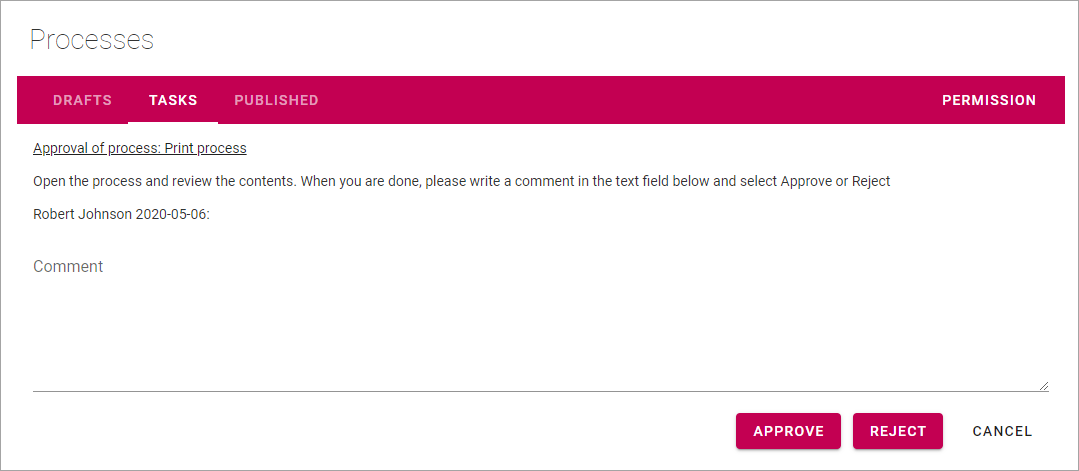 Processes
DRAFTS TASKS PUBLISHED PERMISSION
Approval of process: Print process
Open the process and review the contents. When you are done, please write a comment in the text field below and select Approve or Reject
Robert Johnson 2020-05-06:
Comment
APPROVE REJECT CANCEL